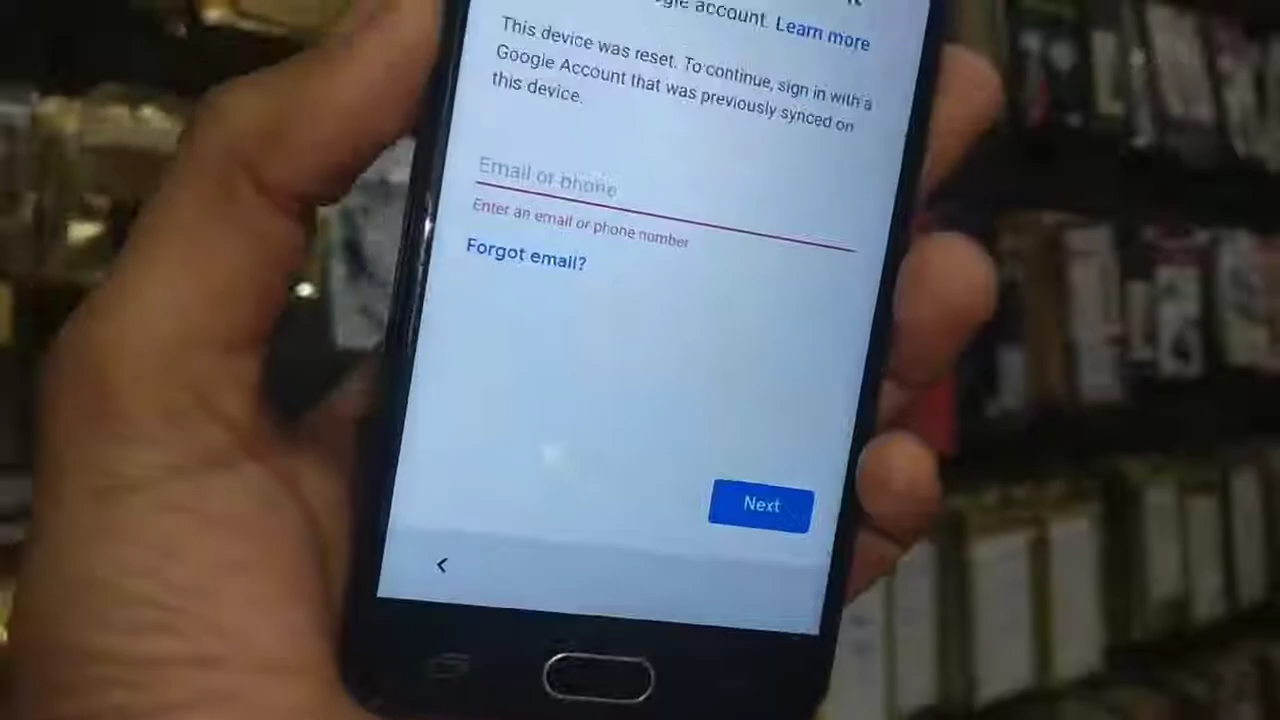 account. Learn more
This device was reset. To continue, sign in with a
Google Account that was previously synced on
this device.
Email or phone
Enter an email or phone number
Forgot email?
Next